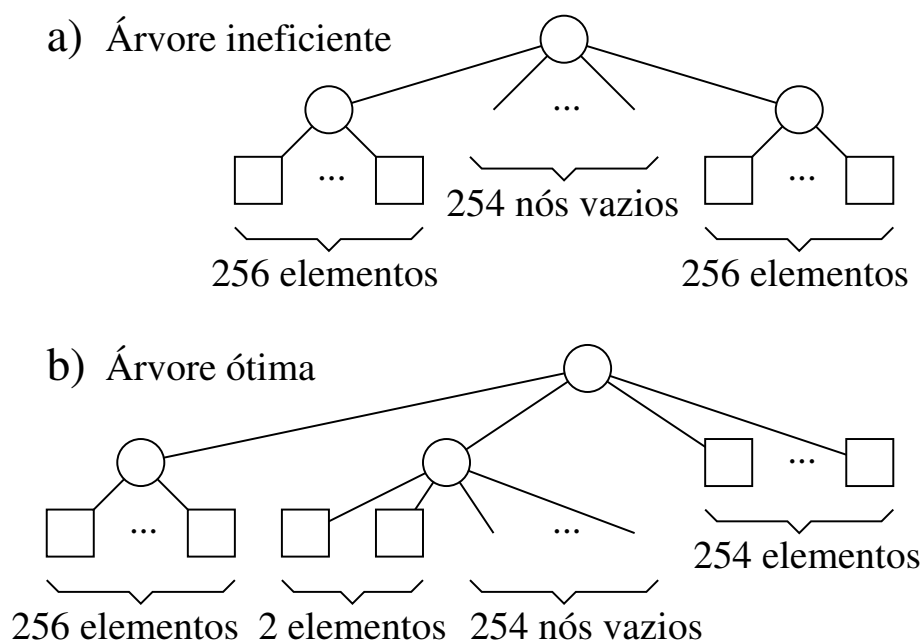 a) Árvore ineficiente
...
... ...
254 nós vazios
256 elementos 256 elementos
b) Árvore ótima
...
... ...
254 elementos
256 elementos 2 elementos 254 nós vazios